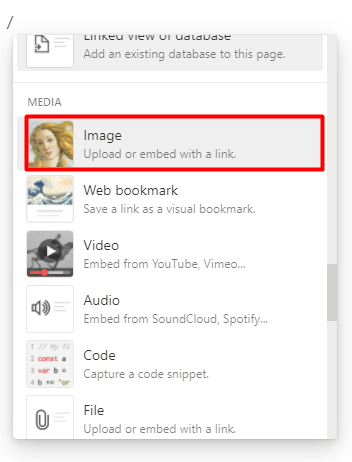 /
Linked view of database
Add an existing database to this page.
MEDIA
Image
Upload or embed with a link.
Web bookmark
Save a link as a visual bookmark.
Video
Embed from YouTube, Vimeo...
Audio
Embed from SoundCloud, Spotify...
1 // My fi
2 const a
3 var b =
4 b += "or
Code
Capture a code snippet.
File
Upload or embed with a link.